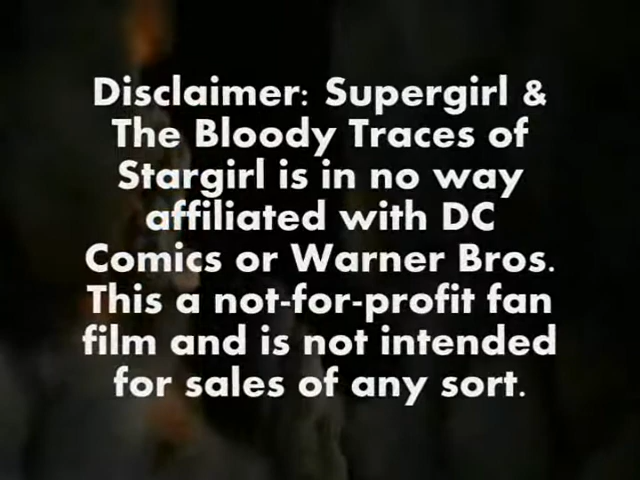 Disclaimer: Supergirl &
The Bloody Traces of
Stargirl is in no way
affiliated with DC
Comics or Warner Bros.
This a not-for-profit fan
film and is not intended
for sales of any sort.